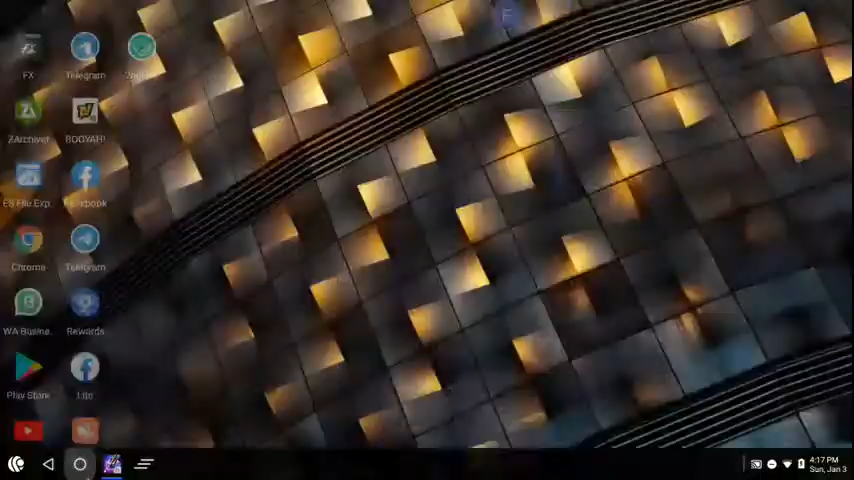 FX
Telegram
ZArchiver
BOOYAH!
ES File Exp.
Facebook
Chrome
Telegram
WA Busine..
Rewards
Play Store
Lite
4:17 PM
Sun, Jan 3